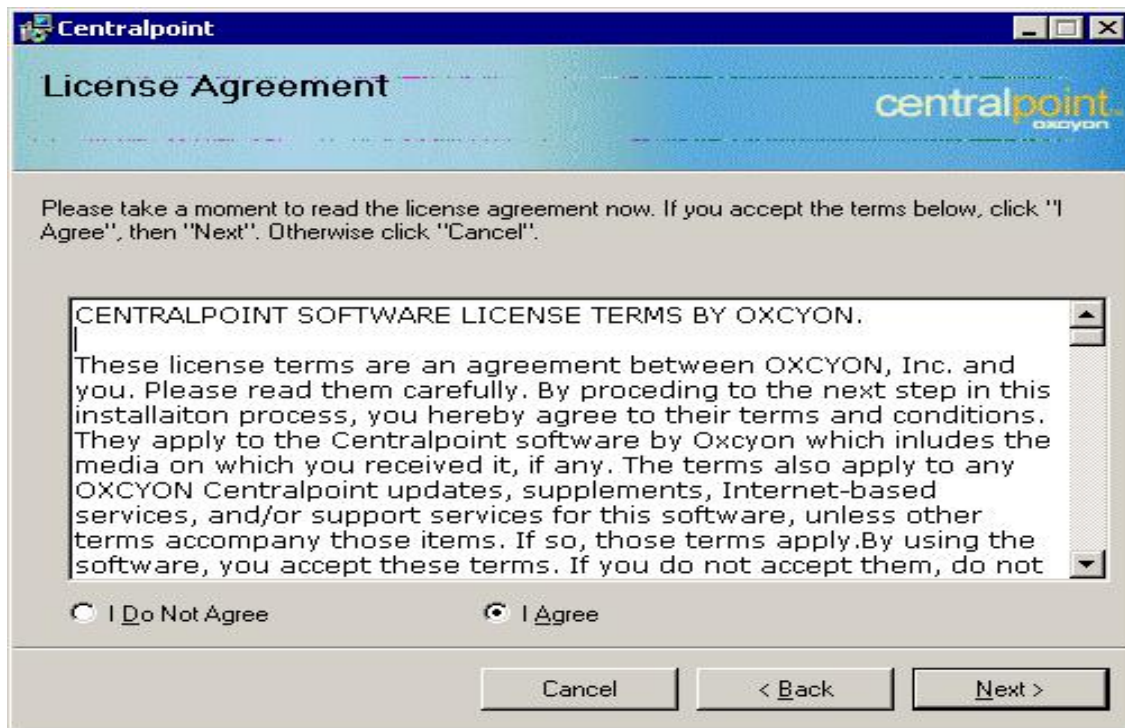 Centralpoint
License Agreement
centralpoint
oxcyon
Please take a moment to read the license agreement now. If you accept the terms below, click "I
Agree", then "Next". Otherwise click "Cancel".
CENTRALPOINT SOFTWARE LICENSE TERMS BY OXCYON.
These license terms are an agreement between OXCYON, Inc. and
you. Please read them carefully. By proceding to the next step in this
installaiton process, you hereby agree to their terms and conditions.
They apply to the Centralpoint software by Oxcyon which inludes the
media on which you received it, if any. The terms also apply to any
OXCYON Centralpoint updates, supplements, Internet-based
services, and/or support services for this software, unless other
terms accompany those items. If so, those terms apply.By using the
software, you accept these terms. If you do not accept them, do not
I Do Not Agree
I Agree
Cancel
< Back
Next >